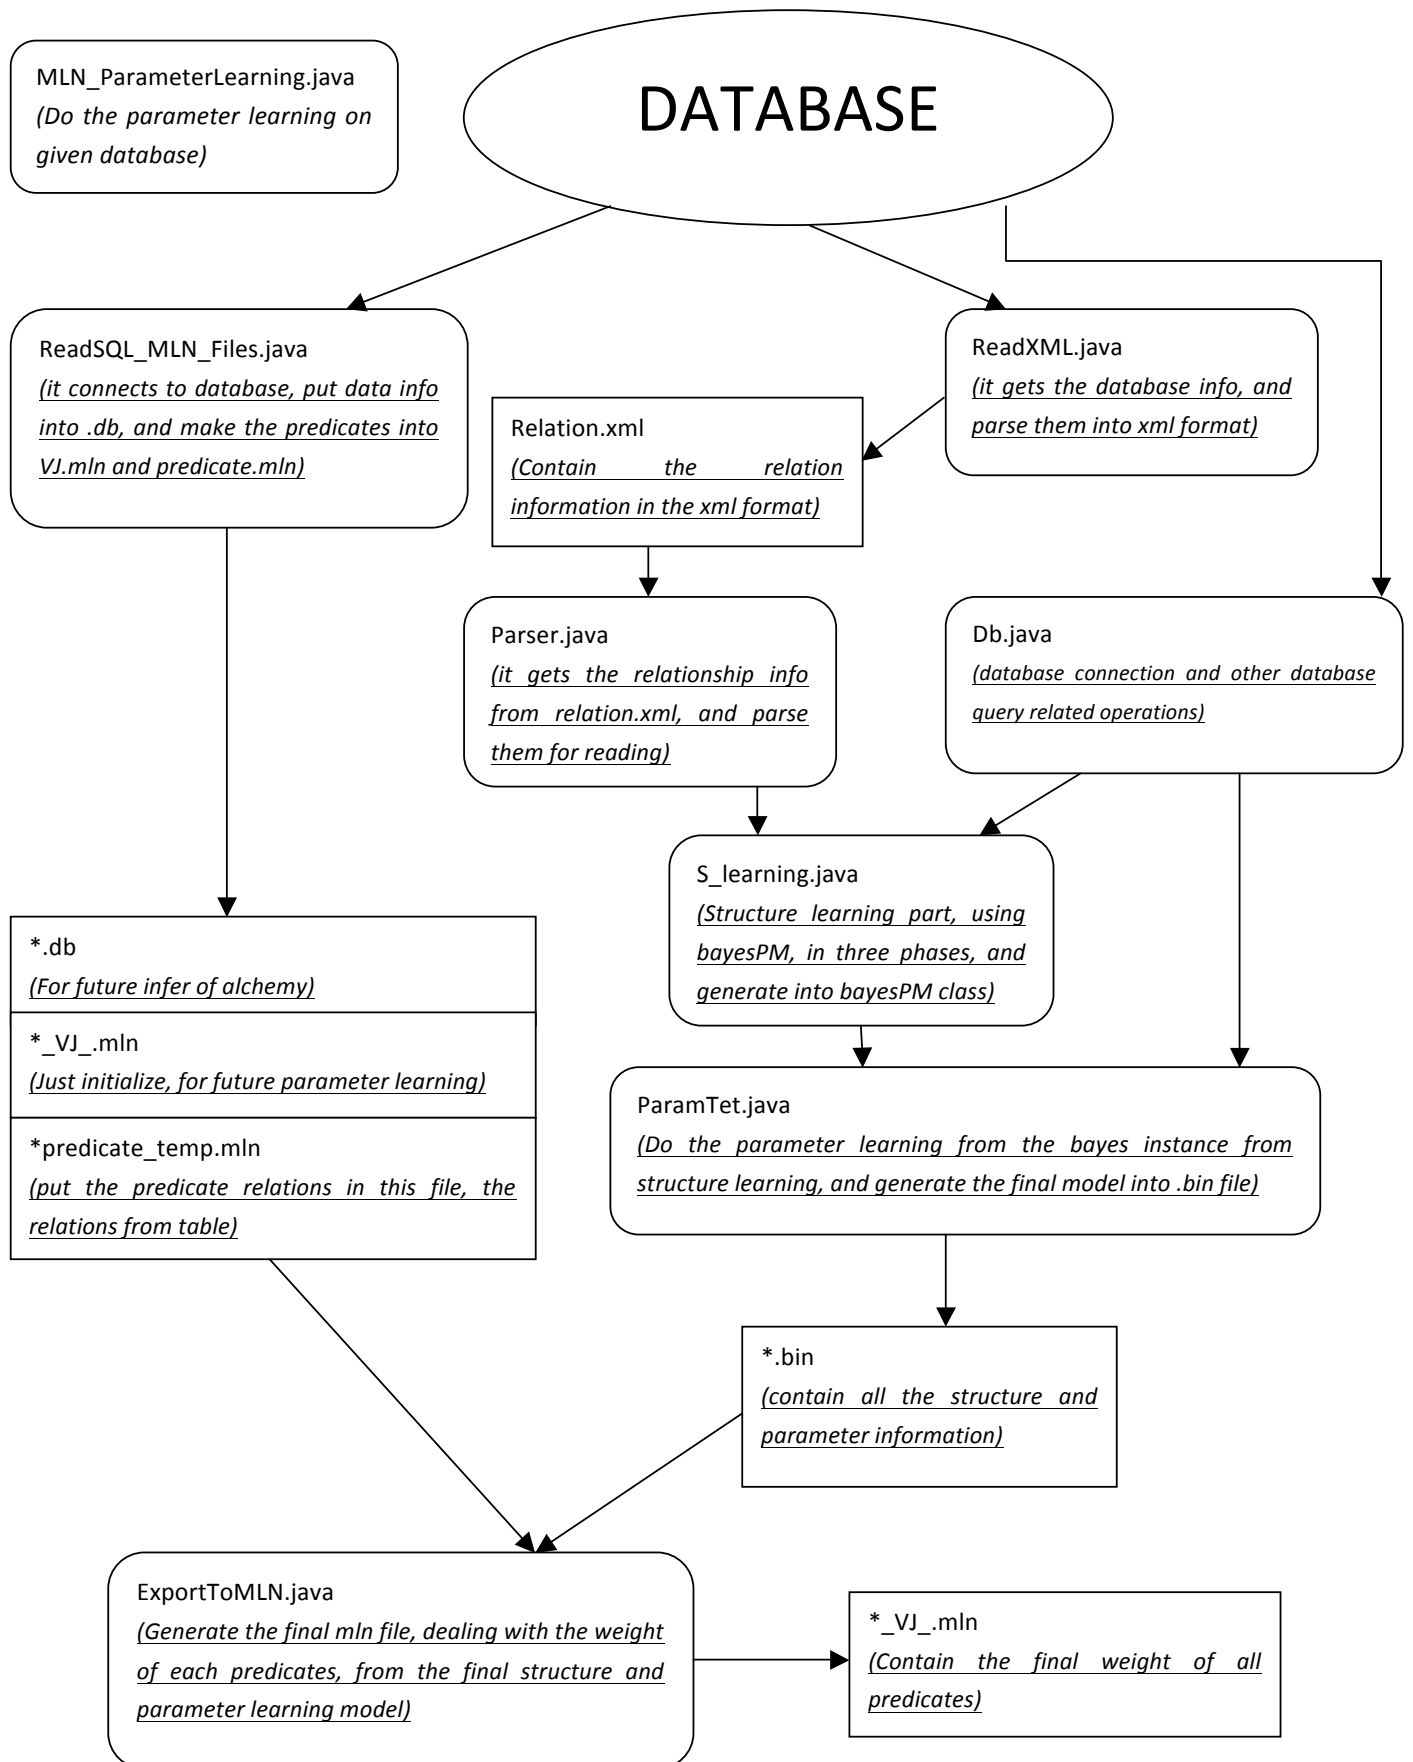 MLN_ParameterLearning.java
(Do the parameter learning on
given database)
DATABASE
ReadSQL_MLN_Files.java
(it connects to database, put data info
into .db, and make the predicates into
VJ.mln and predicate.mln)
ReadXML.java
(it gets the database info, and
parse them into xml format)
Relation.xml
(Contain the relation
information in the xml format)
Parser.java
(it gets the relationship info
from relation.xml, and parse
them for reading)
Db.java
(database connection and other database
query related operations)
S_learning.java
(Structure learning part, using
bayesPM, in three phases, and
generate into bayesPM class)
*.db
(For future infer of alchemy)
*_VJ_.mln
(Just initialize, for future parameter learning)
*predicate_temp.mln
(put the predicate relations in this file, the
relations from table)
ParamTet.java
(Do the parameter learning from the bayes instance from
structure learning, and generate the final model into .bin file)
*.bin
(contain all the structure and
parameter information)
ExportToMLN.java
(Generate the final mln file, dealing with the weight
of each predicates, from the final structure and
parameter learning model)
*_VJ_.mln
(Contain the final weight of all
predicates)